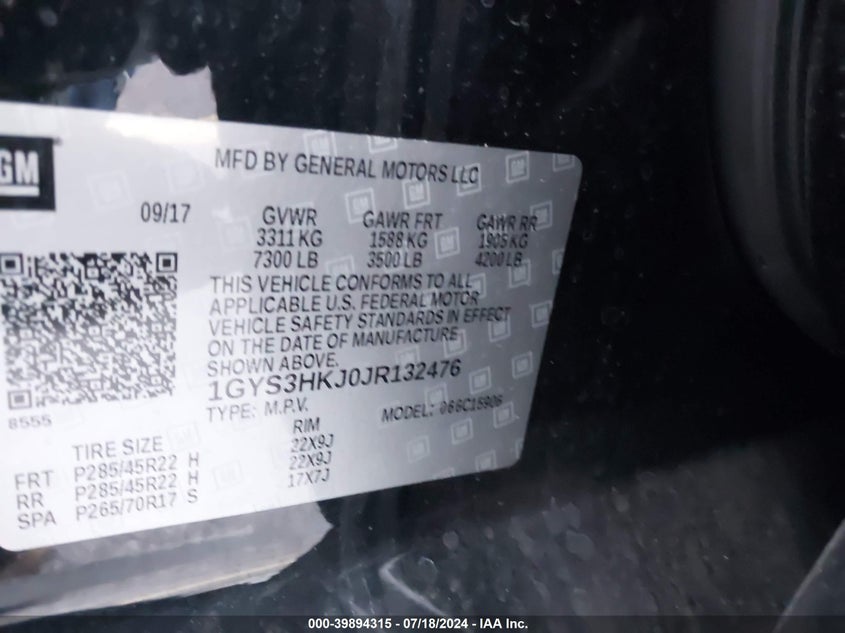 GM
MFD BY GENERAL MOTORS LLC
09/17
GVWR GAWR FRT GAWR RR
3311 KG 1588 KG 1905 KG
7300 LB 3500 LB 4200 LB
THIS VEHICLE CONFORMS TO ALL
APPLICABLE U.S. FEDERAL MOTOR
VEHICLE SAFETY STANDARDS IN EFFECT
ON THE DATE OF MANUFACTURE
SHOWN ABOVE.
1GYS3HKJ0JR132476
TYPE: M.P.V. MODEL: 066C15906
8555
TIRE SIZE RIM
FRT P285/45R22 H 22X9J
RR P285/45R22 H 22X9J
SPA P265/70R17 S 17X7J
000-39894315 / 07/18/2024 - IAA Inc.